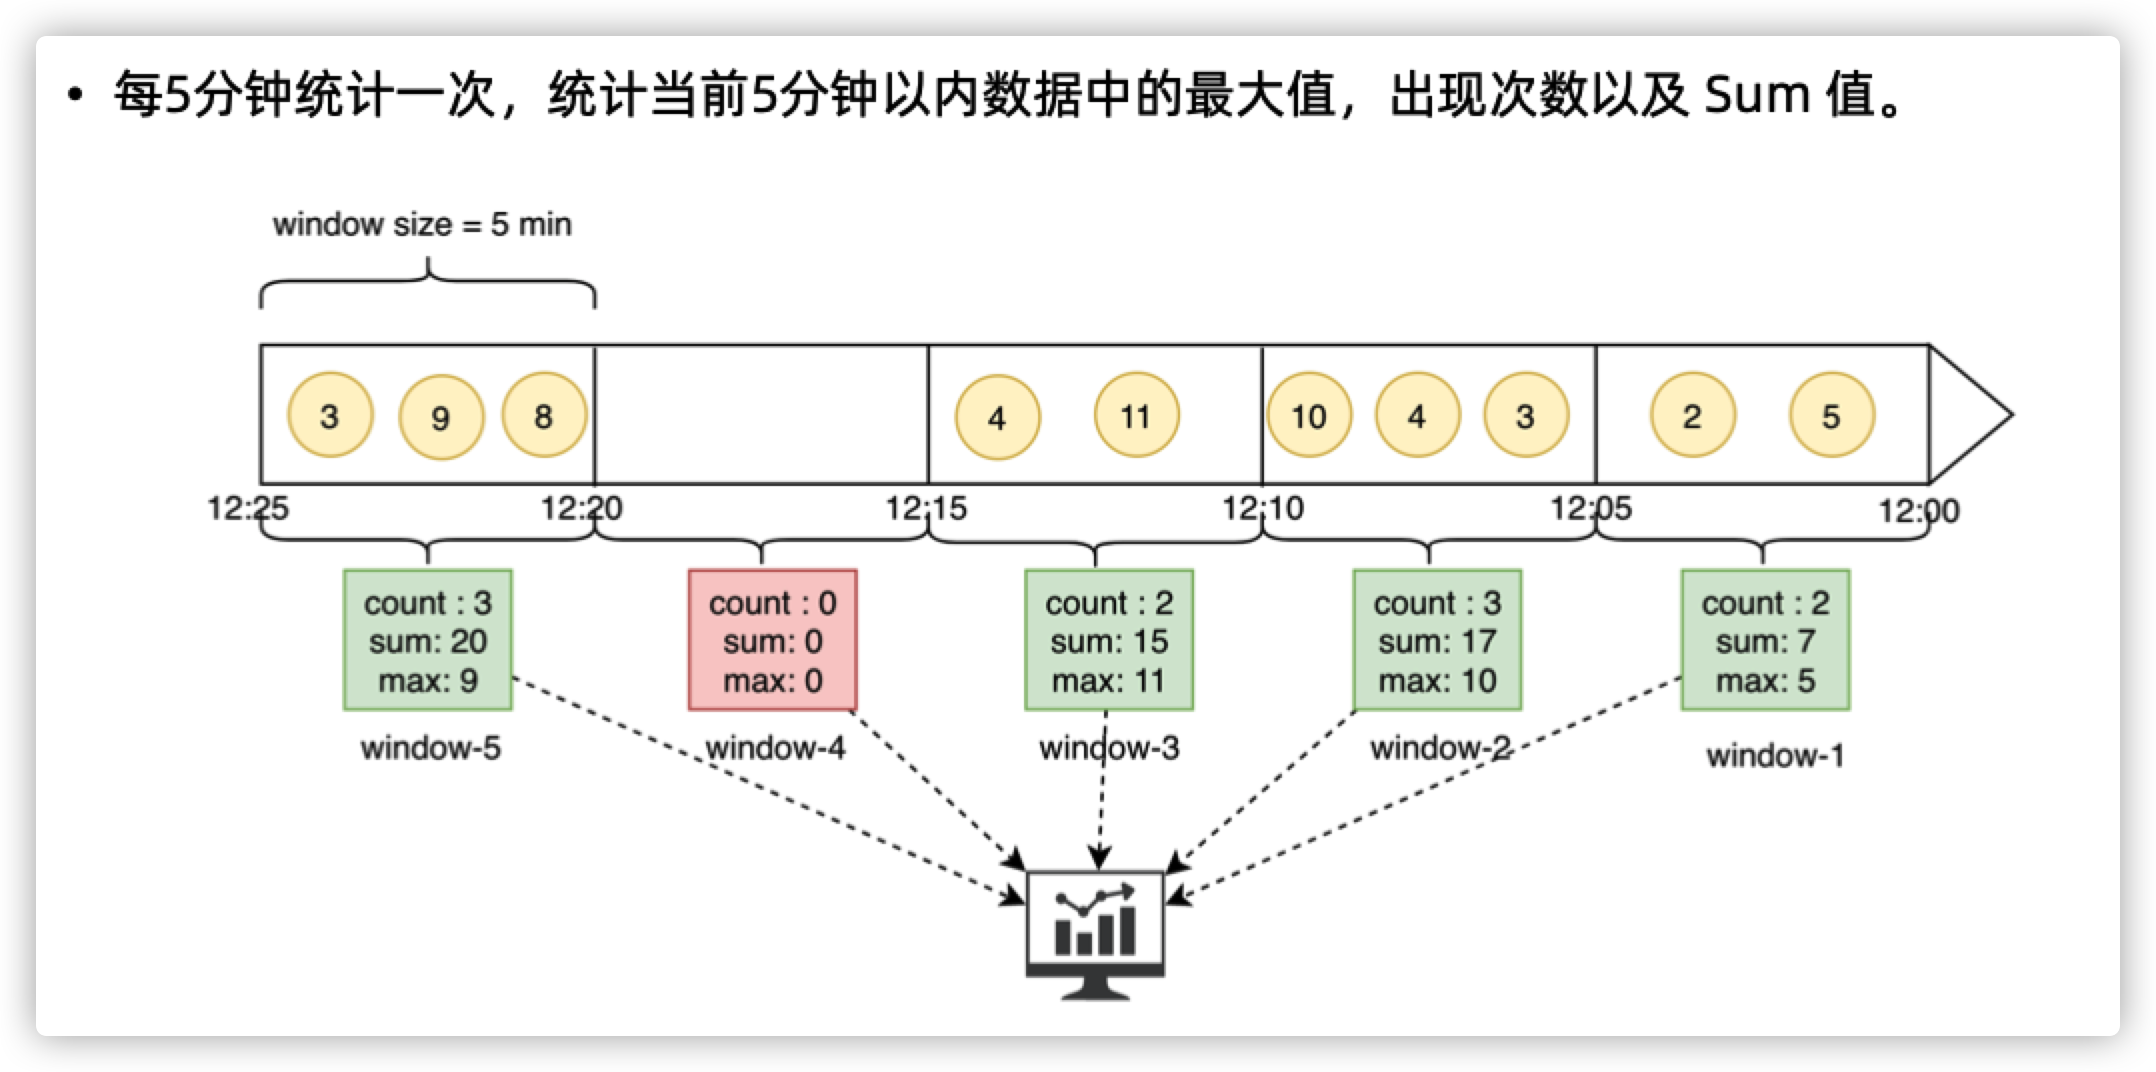 • 每5分钟统计一次，统计当前5分钟以内数据中的最大值，出现次数以及 Sum 值。
window size = 5 min
3 9 8 4 11 10 4 3 2 5
12:25 12:20 12:15 12:10 12:05 12:00
count : 3
sum: 20
max: 9
window-5
count : 0
sum: 0
max: 0
window-4
count : 2
sum: 15
max: 11
window-3
count : 3
sum: 17
max: 10
window-2
count : 2
sum: 7
max: 5
window-1